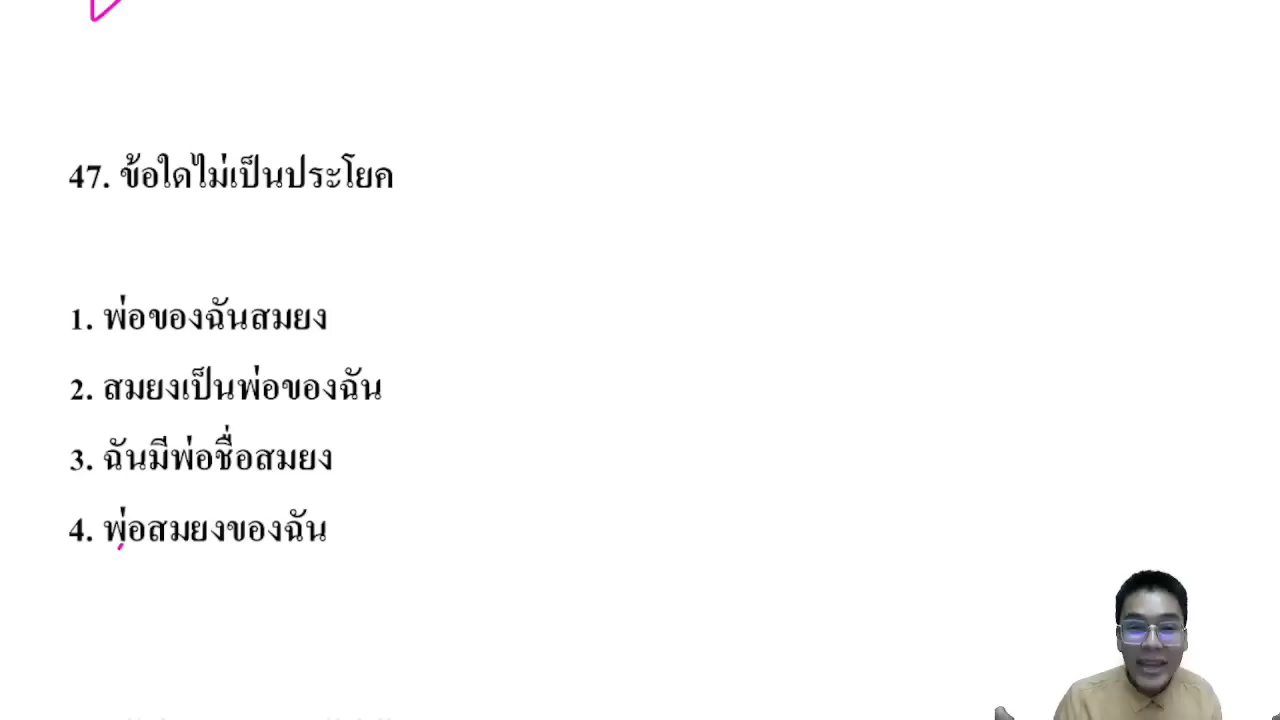 47. ข้อใดไม่เป็นประโยค
1. พ่อของฉันสมยง
2. สมยงเป็นพ่อของฉัน
3. ฉันมีพ่อชื่อสมยง
4. พ่อสมยงของฉัน